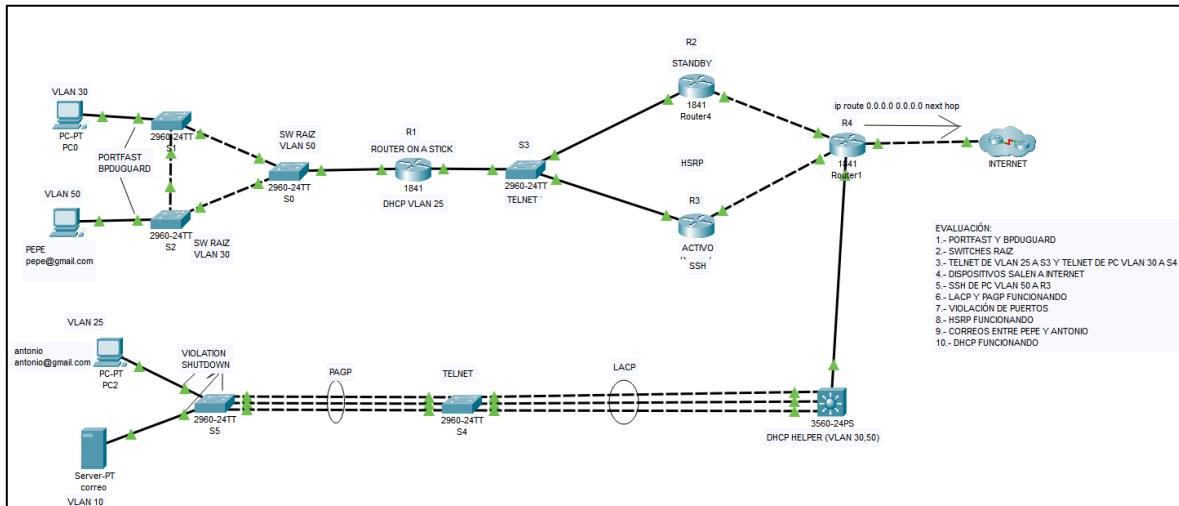 VLAN 30
PC-PT
PC0
2960-24TT
S1
PORTFAST
BPDUGUARD
VLAN 50
PEPE
pepe@gmail.com
2960-24TT
S2
SW RAIZ
VLAN 30
SW RAIZ
VLAN 50
2960-24TT
S0
R1
ROUTER ON A STICK
1841
DHCP VLAN 25
S3
2960-24TT
TELNET
R2
STANDBY
1841
Router4
HSRP
R3
ACTIVO
SSH
ip route 0.0.0.0 0.0.0.0 next hop
R4
1841
Router1
INTERNET
EVALUACIÓN:
1.- PORTFAST Y BPDUGUARD
2.- SWITCHES RAIZ
3.- TELNET DE VLAN 25 A S3 Y TELNET DE PC VLAN 30 A S4
4.- DISPOSITIVOS SALEN A INTERNET
5.- SSH DE PC VLAN 50 A R3
6.- LACP Y PAGP FUNCIONANDO
7.- VIOLACIÓN DE PUERTOS
8.- HSRP FUNCIONANDO
9.- CORREOS ENTRE PEPE Y ANTONIO
10.- DHCP FUNCIONANDO
VLAN 25
antonio
antonio@gmail.com
PC-PT
PC2
VIOLATION
SHUTDOWN
2960-24TT
S5
Server-PT
correo
VLAN 10
PAGP
TELNET
2960-24TT
S4
LACP
3560-24PS
DHCP HELPER (VLAN 30,50)